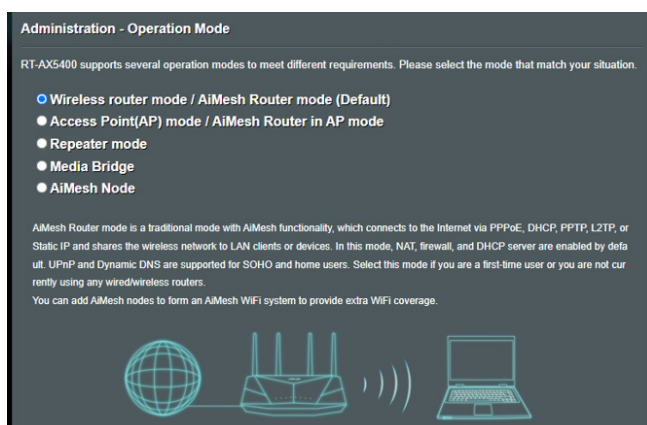 Administration - Operation Mode
RT-AX5400 supports several operation modes to meet different requirements. Please select the mode that match your situation.
Wireless router mode / AiMesh Router mode (Default)
Access Point(AP) mode / AiMesh Router in AP mode
Repeater mode
Media Bridge
AiMesh Node
AiMesh Router mode is a traditional mode with AiMesh functionality, which connects to the Internet via PPPoE, DHCP, PPTP, L2TP, or
Static IP and shares the wireless network to LAN clients or devices. In this mode, NAT, firewall, and DHCP server are enabled by defa
ult. UPnP and Dynamic DNS are supported for SOHO and home users. Select this mode if you are a first-time user or you are not cur
rently using any wired/wireless routers.
You can add AiMesh nodes to form an AiMesh WiFi system to provide extra WiFi coverage.